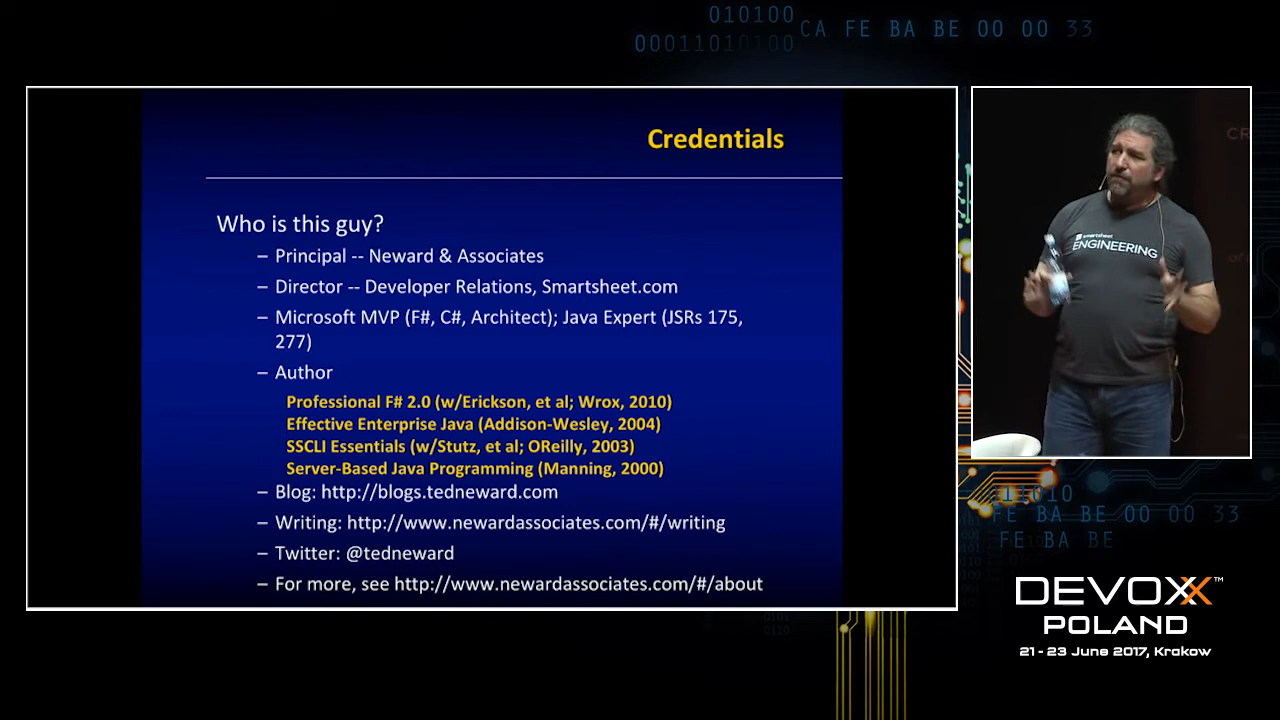 010100
00011010100
CA FE BA BE 00 00 33
Credentials
Who is this guy?
– Principal -- Neward & Associates
– Director -- Developer Relations, Smartsheet.com
– Microsoft MVP (F#, C#, Architect); Java Expert (JSRs 175,
277)
– Author
Professional F# 2.0 (w/Erickson, et al; Wrox, 2010)
Effective Enterprise Java (Addison-Wesley, 2004)
SSCLI Essentials (w/Stutz, et al; OReilly, 2003)
Server-Based Java Programming (Manning, 2000)
– Blog: http://blogs.tedneward.com
– Writing: http://www.newardassociates.com/#/writing
– Twitter: @tedneward
– For more, see http://www.newardassociates.com/#/about
smartsheet
ENGINEERING
CR
FE BA BE 00 00 33
FE BA BE
DEVOXX™
POLAND
21 - 23 June 2017, Krakow